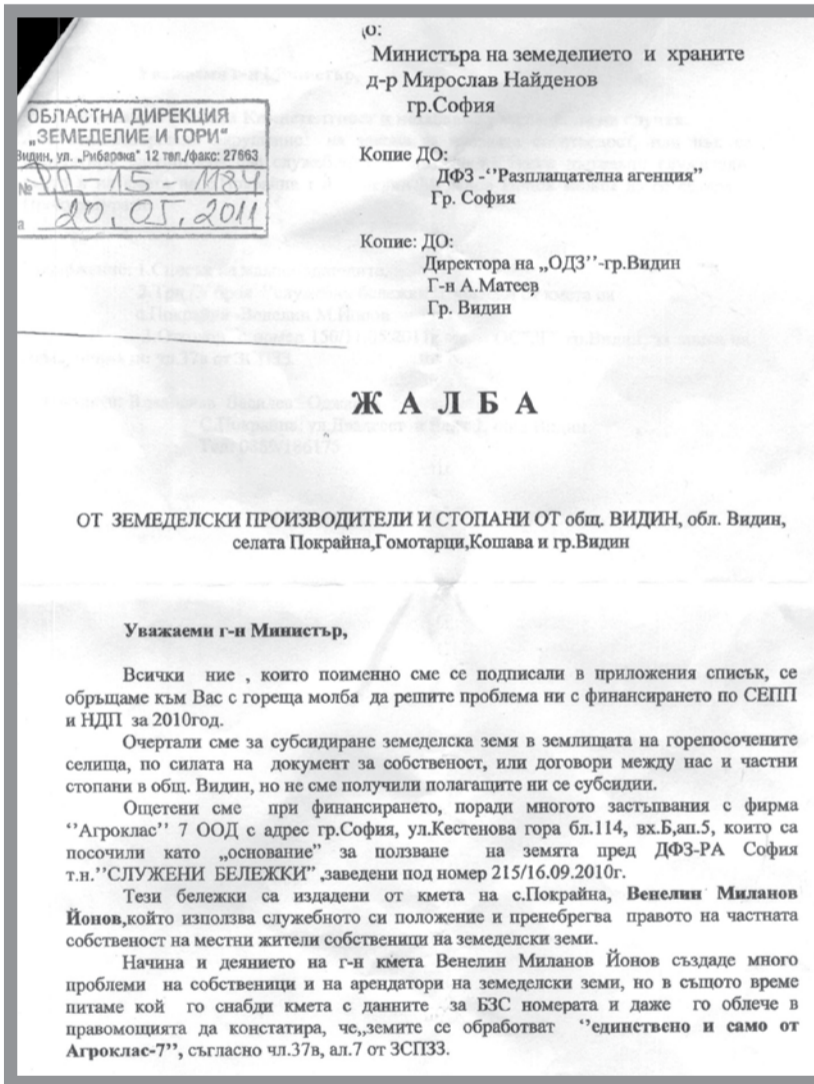 до:
Министъра на земеделието и храните
д-р Мирослав Найденов
гр.София
ОБЛАСТНА ДИРЕКЦИЯ
„ЗЕМЕДЕЛИЕ И ГОРИ“
Видин, ул. „Рибарска“ 12 тел./факс: 27663
№ РД-15-1184
20.05.2011
Копие ДО:
ДФЗ -‘‘Разплащателна агенция’’
Гр. София
Копие: ДО:
Директора на „ОДЗ’’-гр.Видин
Г-н А.Матеев
Гр. Видин
Ж А Л Б А
ОТ ЗЕМЕДЕЛСКИ ПРОИЗВОДИТЕЛИ И СТОПАНИ ОТ общ. ВИДИН, обл. Видин,
селата Покрайна,Гомотарци,Кошава и гр.Видин
Уважаеми г-н Министър,
Всички ние , които поименно сме се подписали в приложения списък, се
обръщаме към Вас с гореща молба да решите проблема ни с финансирането по СЕПП
и НДП за 2010год.
Очертали сме за субсидиране земеделска земя в землищата на горепосочените
селища, по силата на документ за собственост, или договори между нас и частни
стопани в общ. Видин, но не сме получили полагащите ни се субсидии.
Ощетени сме при финансирането, поради многото застъпвания с фирма
‘‘Агроклас’’ 7 ООД с адрес гр.София, ул.Кестенова гора бл.114, вх.Б,ап.5, които са
посочили като „основание” за ползване на земята пред ДФЗ-РА София
т.н.’’СЛУЖЕНИ БЕЛЕЖКИ” ,заведени под номер 215/16.09.2010г.
Тези бележки са издадени от кмета на с.Покрайна, Венелин Миланов
Йонов,който използва служебното си положение и пренебрегва правото на частната
собственост на местни жители собственици на земеделски земи.
Начина и деянието на г-н кмета Венелин Миланов Йонов създаде много
проблеми на собственици и на арендатори на земеделски земи, но в същото време
питаме кой го снабди кмета с данните за БЗС номерата и даже го облече в
правомощията да констатира, че„земите се обработват ‘‘единствено и само от
Агроклас-7’’, съгласно чл.37в, ал.7 от ЗСПЗЗ.